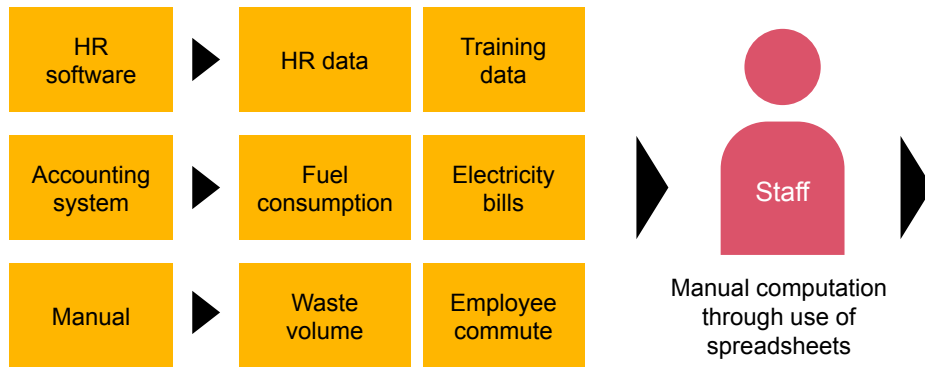 HR
software
HR data
Training
data
Accounting
system
Fuel
consumption
Electricity
bills
Manual
Waste
volume
Employee
commute
Staff
Manual computation
through use of
spreadsheets